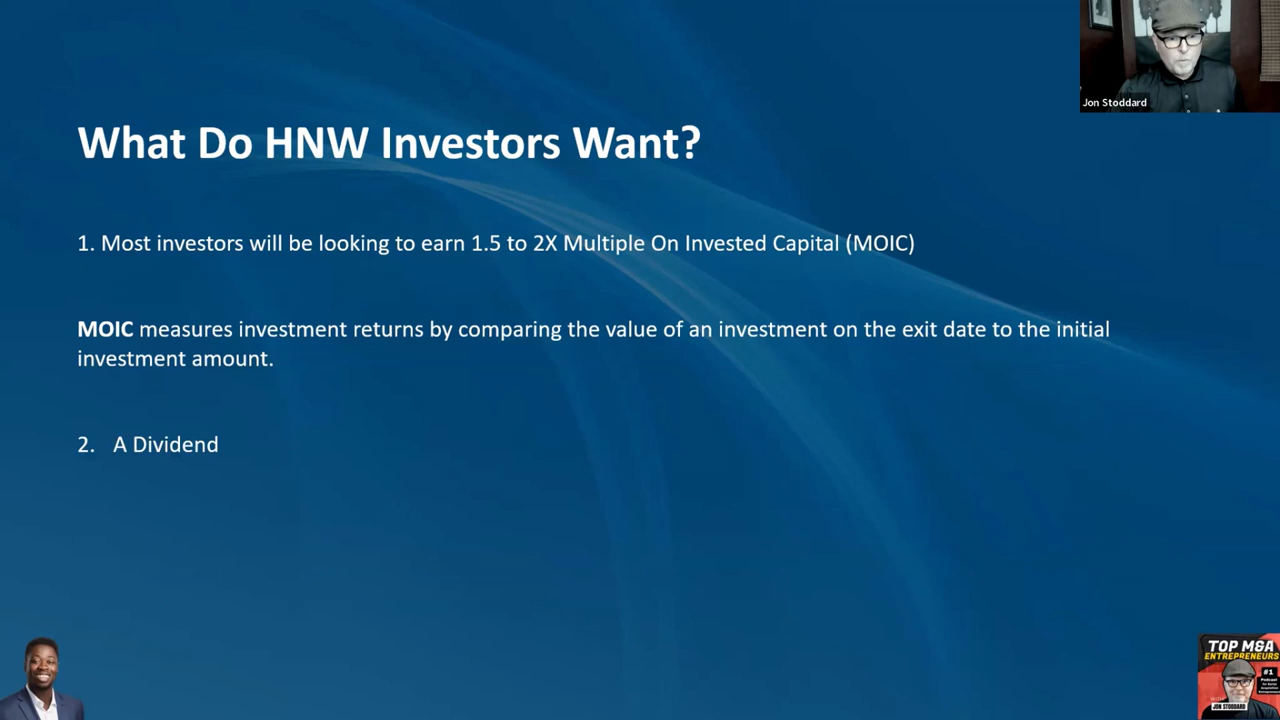 Jon Stoddard
What Do HNW Investors Want?
1. Most investors will be looking to earn 1.5 to 2X Multiple On Invested Capital (MOIC)
MOIC measures investment returns by comparing the value of an investment on the exit date to the initial
investment amount.
2. A Dividend
TOP M&A
ENTREPRENEURS
#1
Podcast
JON STODDARD